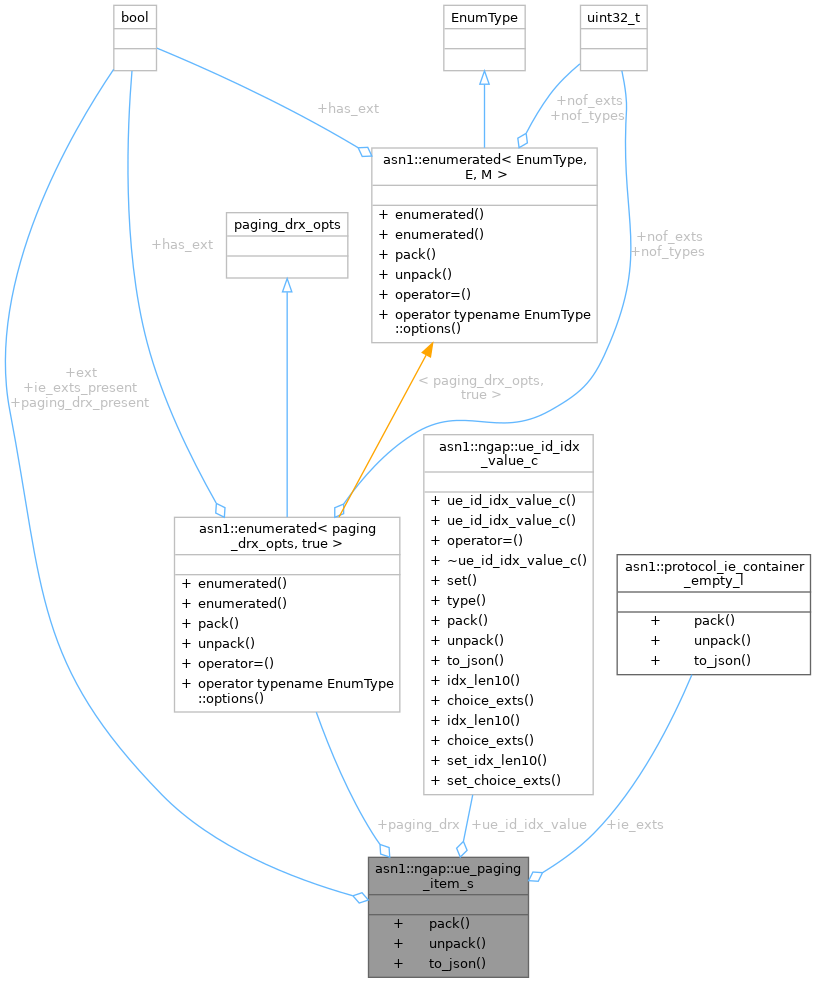 bool
EnumType
uint32_t
+has_ext
+nof_exts
+nof_types
asn1::enumerated< EnumType,
E, M >
+ enumerated()
+ enumerated()
+ pack()
+ unpack()
+ operator=()
+ operator typename EnumType
::options()
paging_drx_opts
+has_ext
+nof_exts
+nof_types
+ext
+ie_exts_present
+paging_drx_present
< paging_drx_opts,
true >
asn1::ngap::ue_id_idx
_value_c
+ ue_id_idx_value_c()
+ ue_id_idx_value_c()
+ operator=()
+ ~ue_id_idx_value_c()
+ set()
+ type()
+ pack()
+ unpack()
+ to_json()
+ idx_len10()
+ choice_exts()
+ idx_len10()
+ choice_exts()
+ set_idx_len10()
+ set_choice_exts()
asn1::enumerated< paging
_drx_opts, true >
+ enumerated()
+ enumerated()
+ pack()
+ unpack()
+ operator=()
+ operator typename EnumType
::options()
asn1::protocol_ie_container
_empty_l
+ pack()
+ unpack()
+ to_json()
+paging_drx
+ue_id_idx_value
+ie_exts
asn1::ngap::ue_paging
_item_s
+ pack()
+ unpack()
+ to_json()